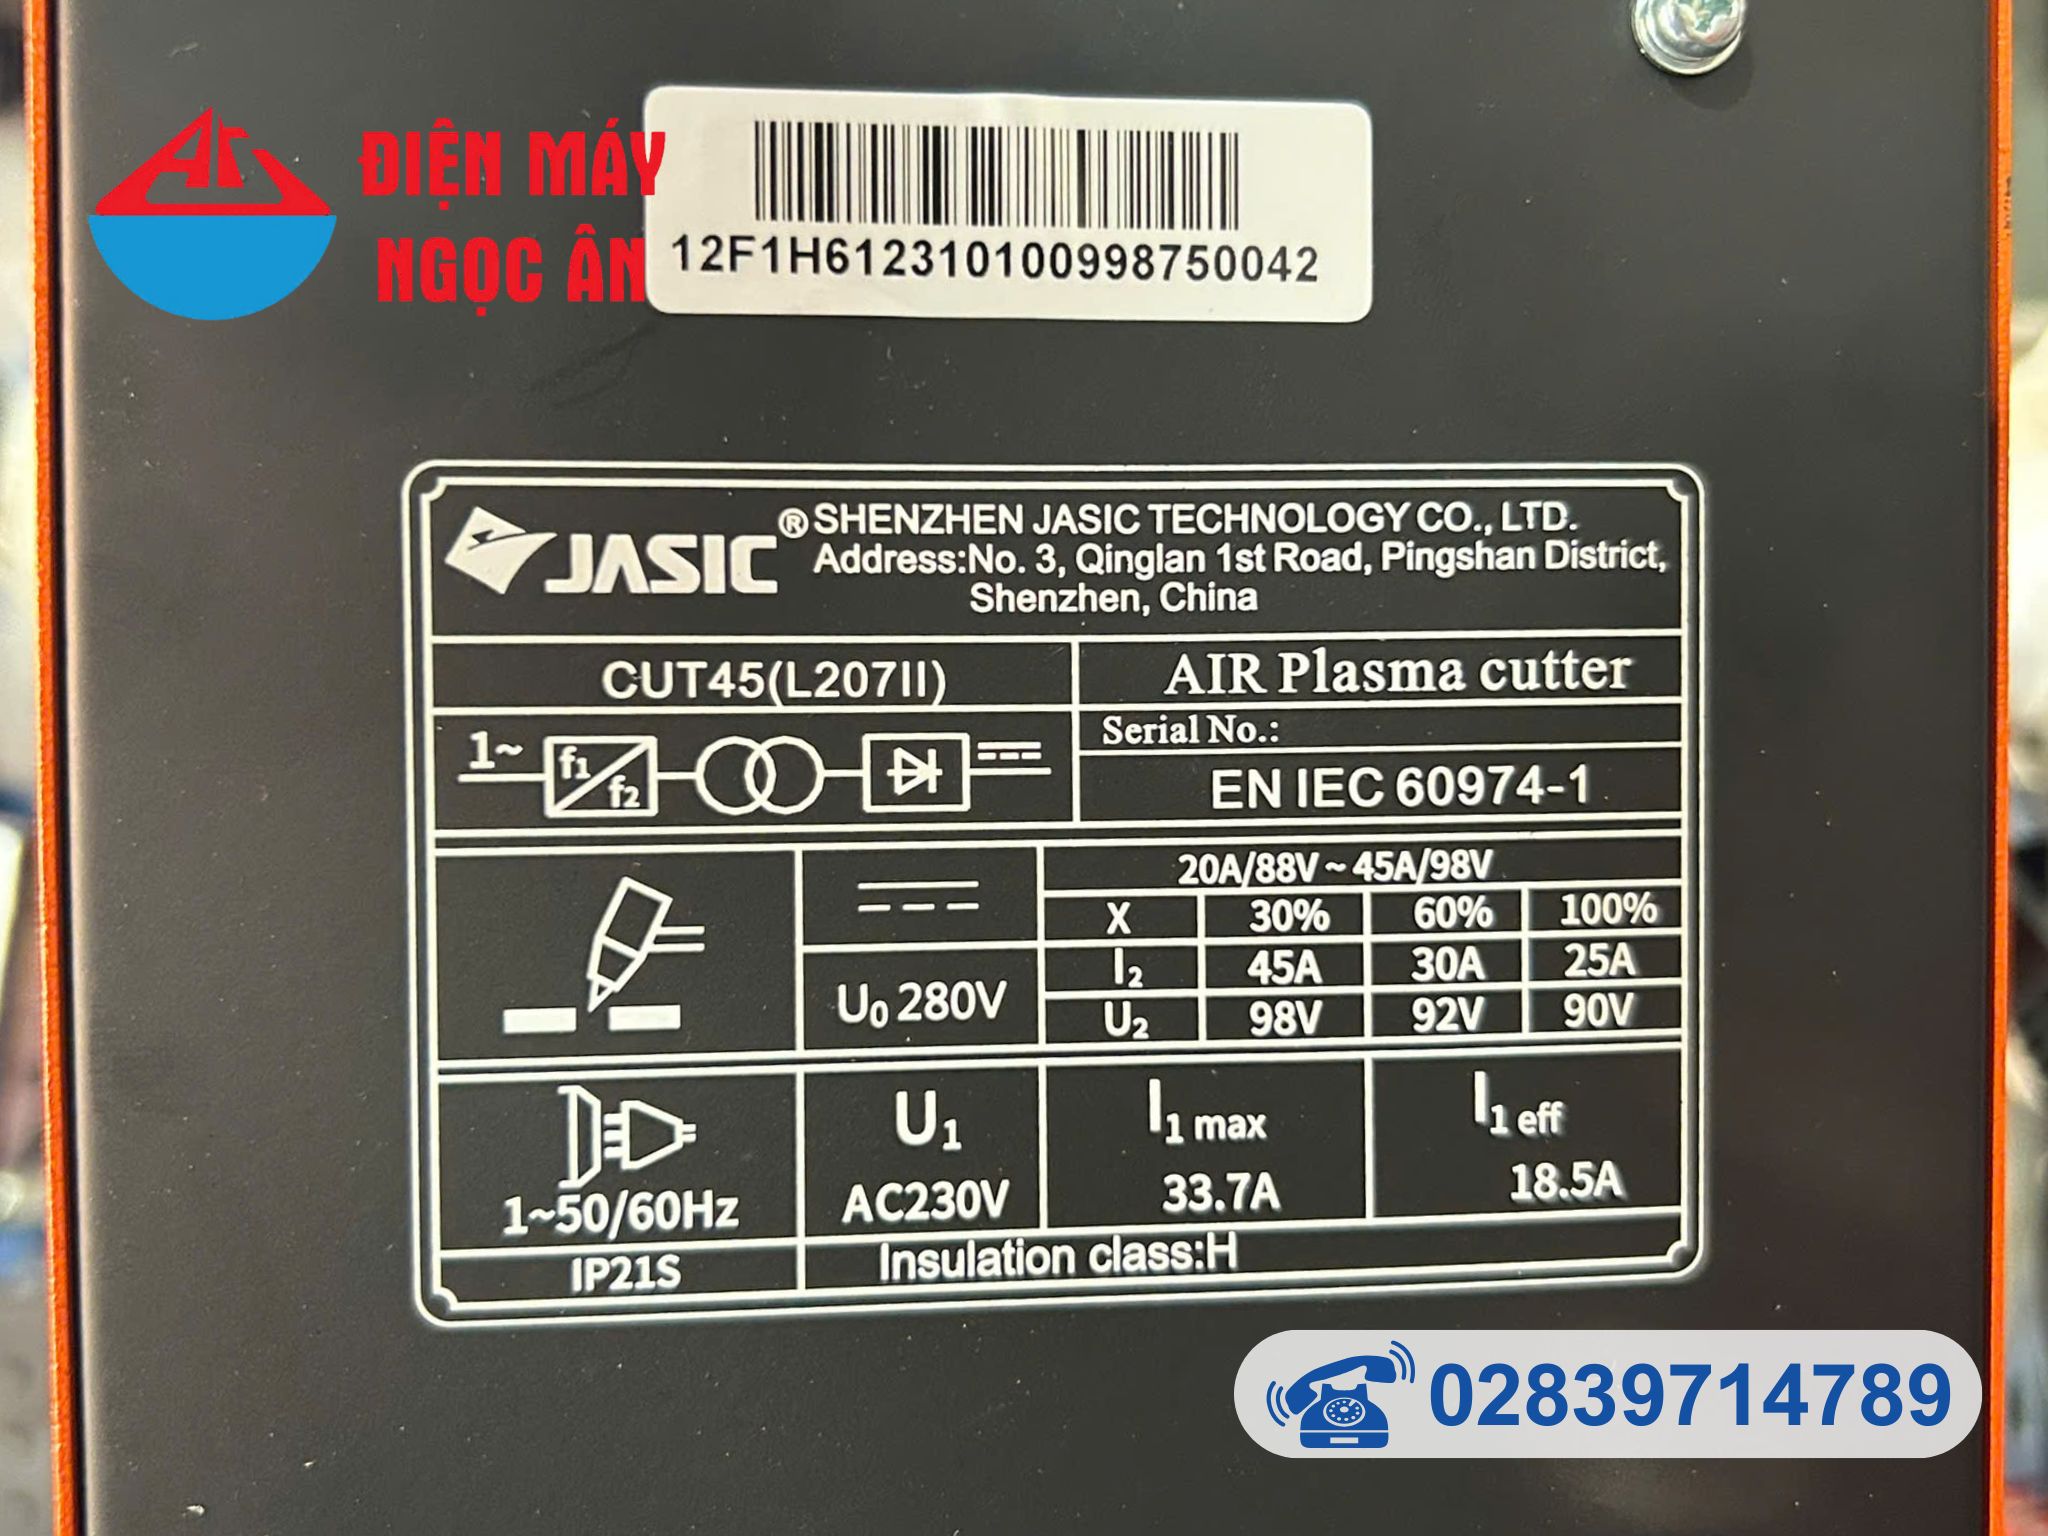 ĐIỆN MÁY
NGỌC ÂN
12F1H612310100998750042
JASIC® SHENZHEN JASIC TECHNOLOGY CO., LTD.
Address:No. 3, Qinglan 1st Road, Pingshan District,
Shenzhen, China
CUT45(L207II) AIR Plasma cutter
Serial No.:
1~ f1 f2 EN IEC 60974-1
20A/88V ~ 45A/98V
X 30% 60% 100%
I2 45A 30A 25A
U0 280V
U2 98V 92V 90V
U1 I1 max I1 eff
1~50/60Hz AC230V 33.7A 18.5A
IP21S Insulation class:H
02839714789